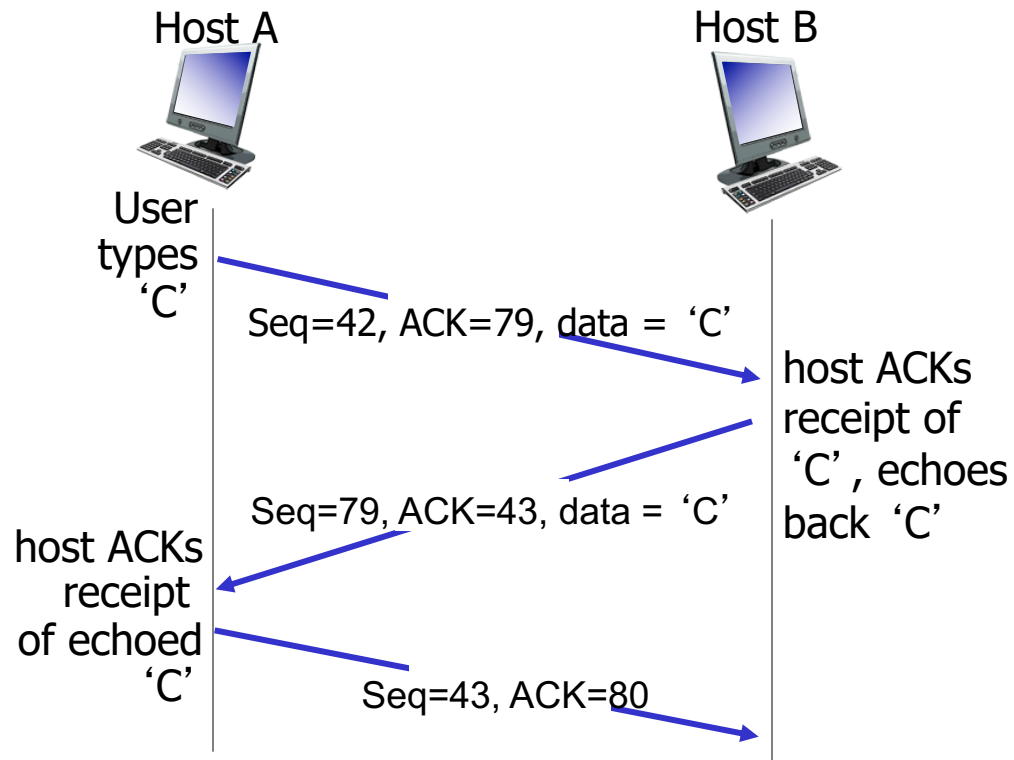 Host A
Host B
User
types
‘C’
Seq=42, ACK=79, data = ‘C’
host ACKs
receipt of
‘C’, echoes
back ‘C’
Seq=79, ACK=43, data = ‘C’
host ACKs
receipt
of echoed
‘C’
Seq=43, ACK=80